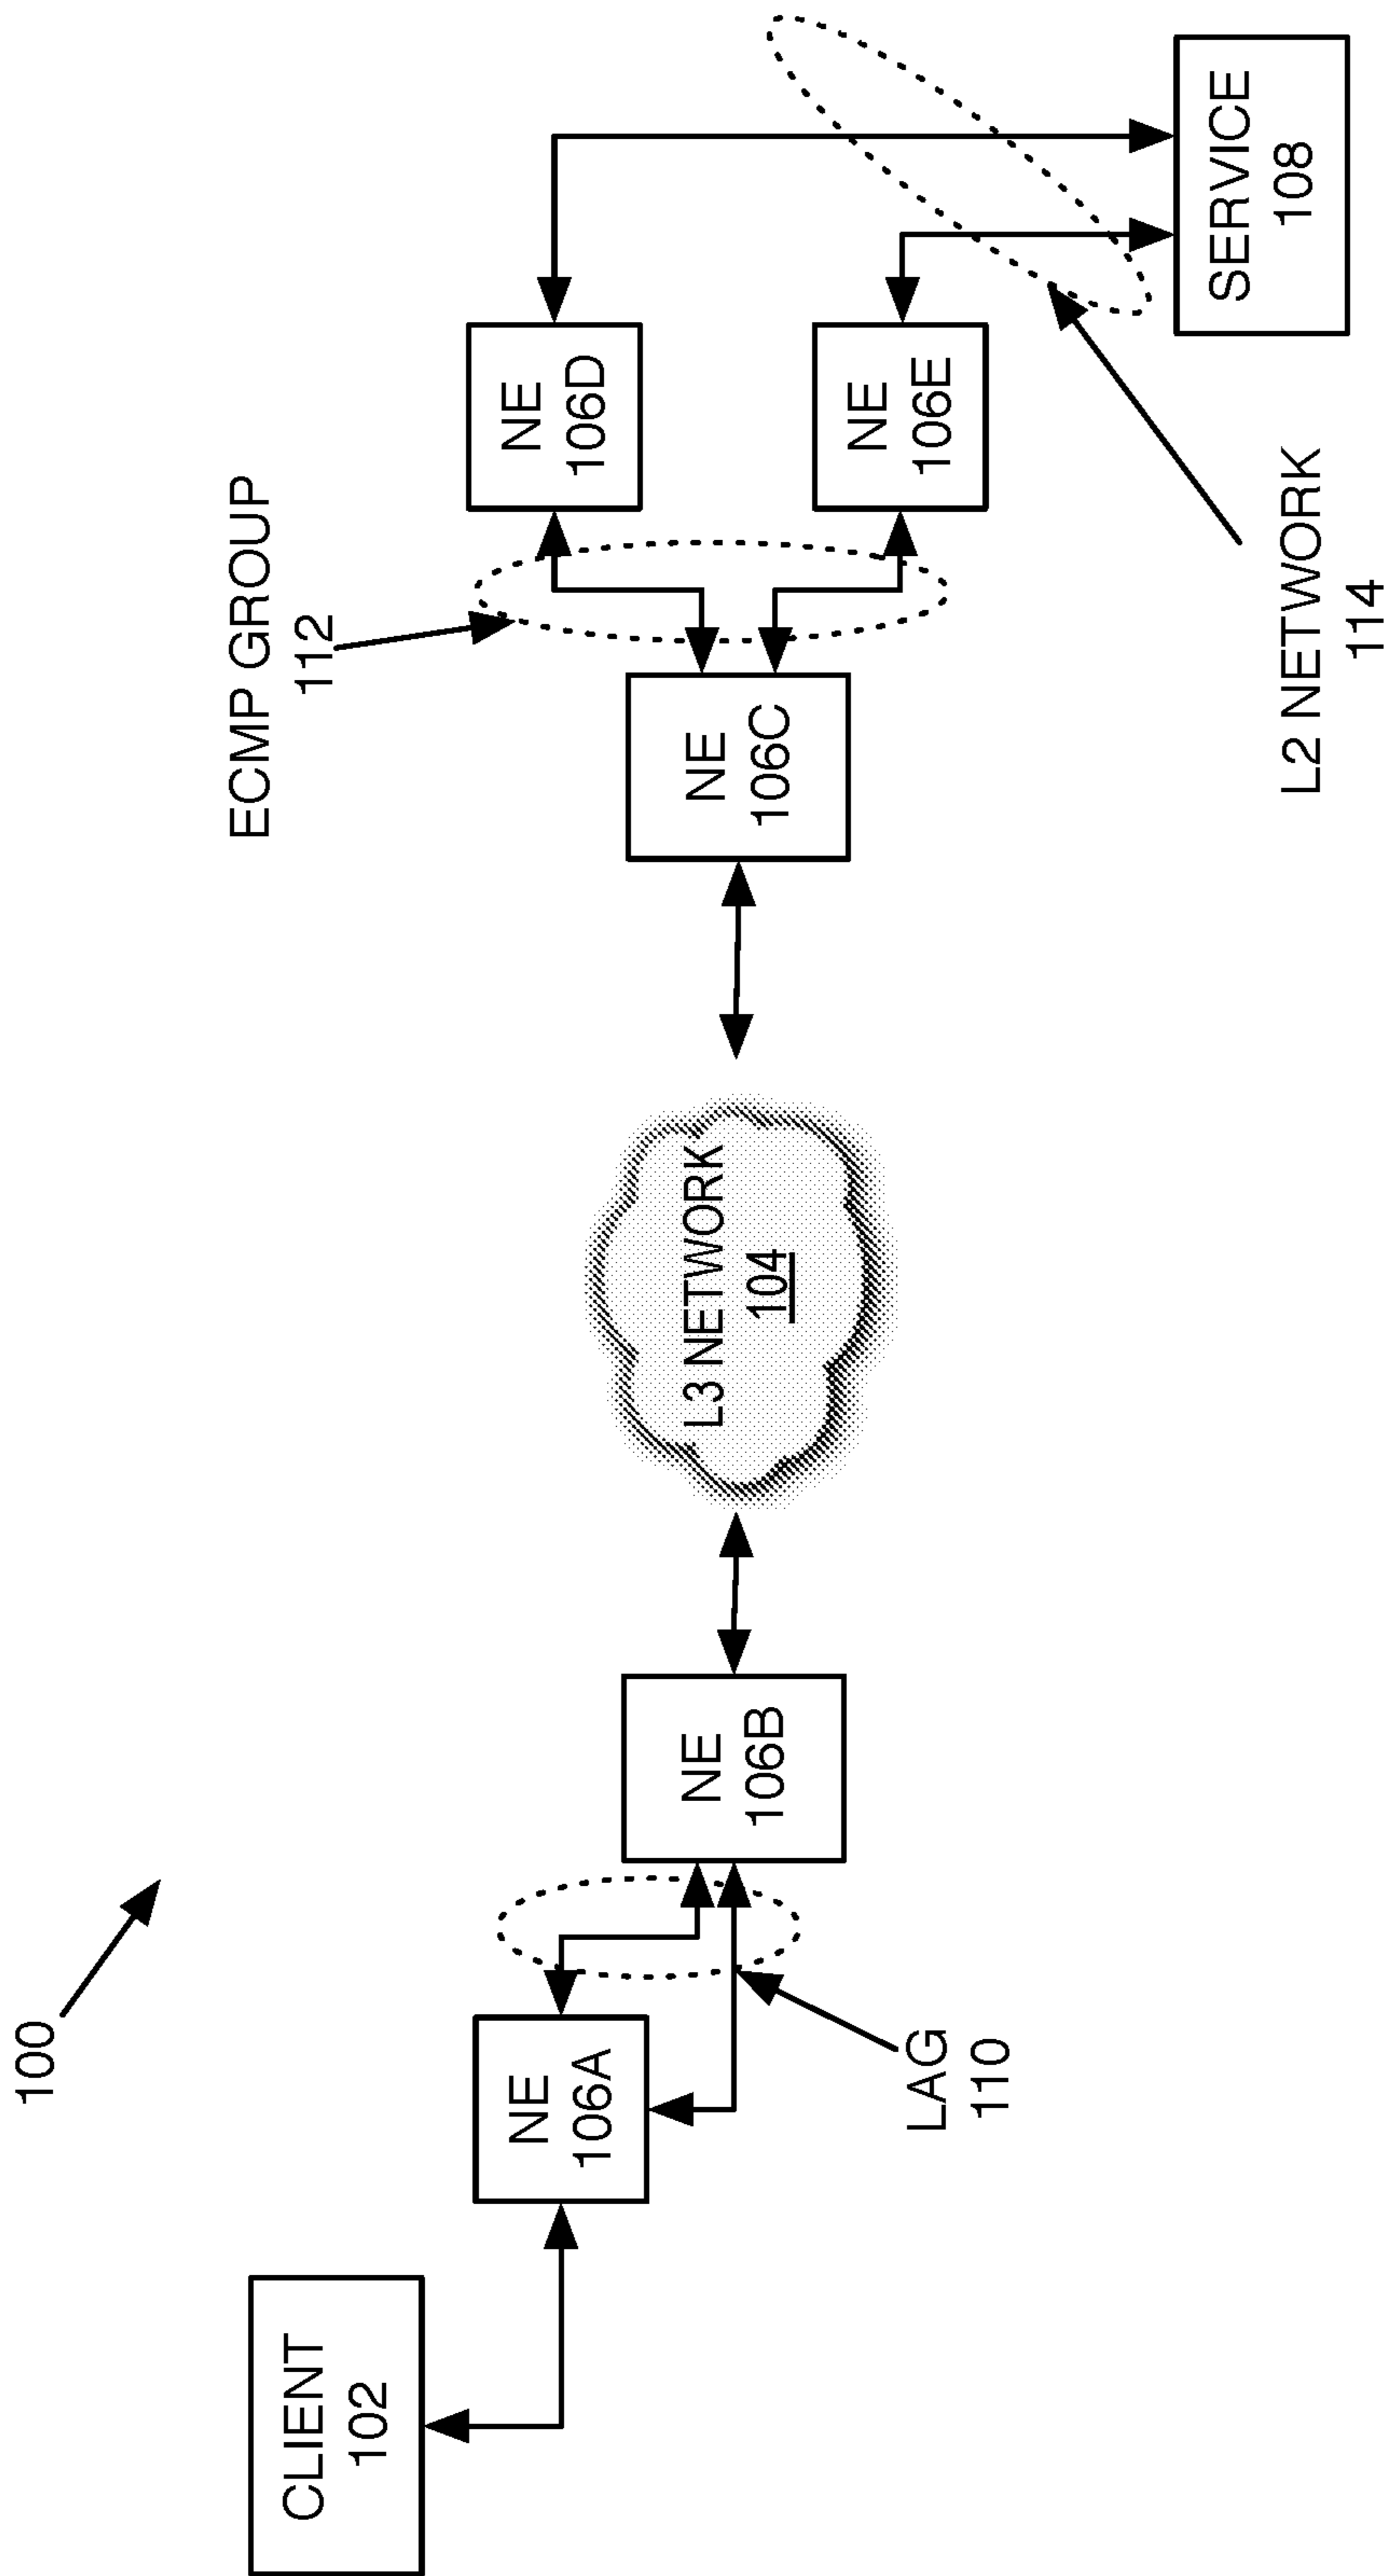 100
CLIENT
102
NE
106A
LAG
110
NE
106B
L3 NETWORK
104
NE
106C
ECMP GROUP
112
NE
106D
NE
106E
L2 NETWORK
114
SERVICE
108